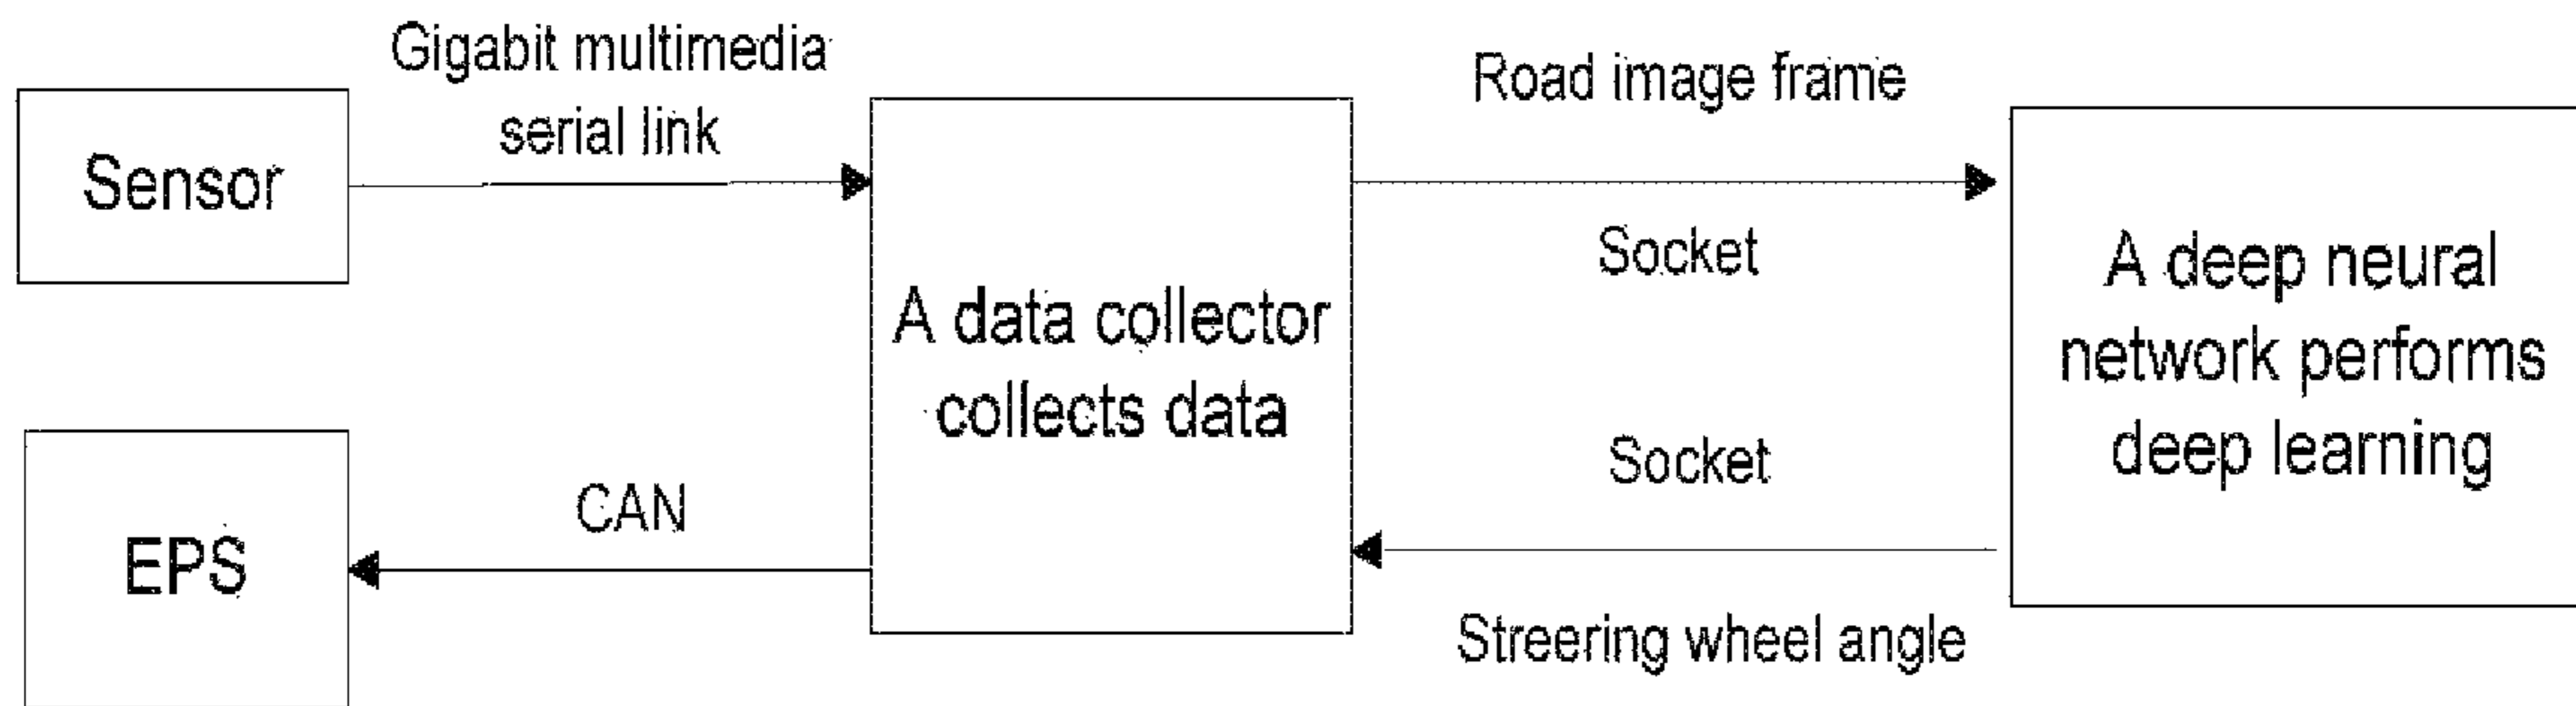 Gigabit multimedia
serial link
Sensor
Road image frame
Socket
A data collector
collects data
A deep neural
network performs
deep learning
Socket
CAN
EPS
Streering wheel angle